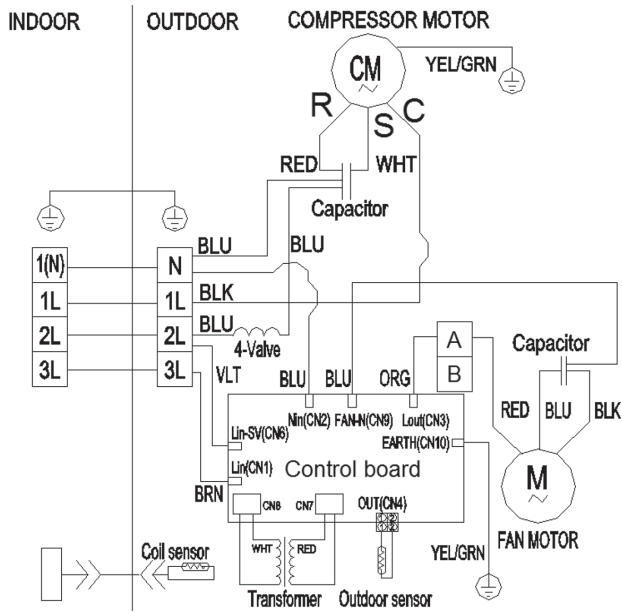 INDOOR
OUTDOOR
COMPRESSOR MOTOR
CM
YEL/GRN
R
S
C
RED
WHT
Capacitor
BLU
BLU
1(N)
N
1L
1L
BLK
2L
2L
BLU
4-Valve
3L
3L
VLT
BLU
BLU
ORG
A
B
Capacitor
RED
BLU
BLK
Nin(CN2)
FAN-N(CN9)
Lout(CN3)
Lin-SV(CN6)
EARTH(CN10)
Lin(CN1)
Control board
BRN
CN8
CN7
OUT(CN4)
M
FAN MOTOR
WHT
RED
YEL/GRN
Coil sensor
Transformer
Outdoor sensor